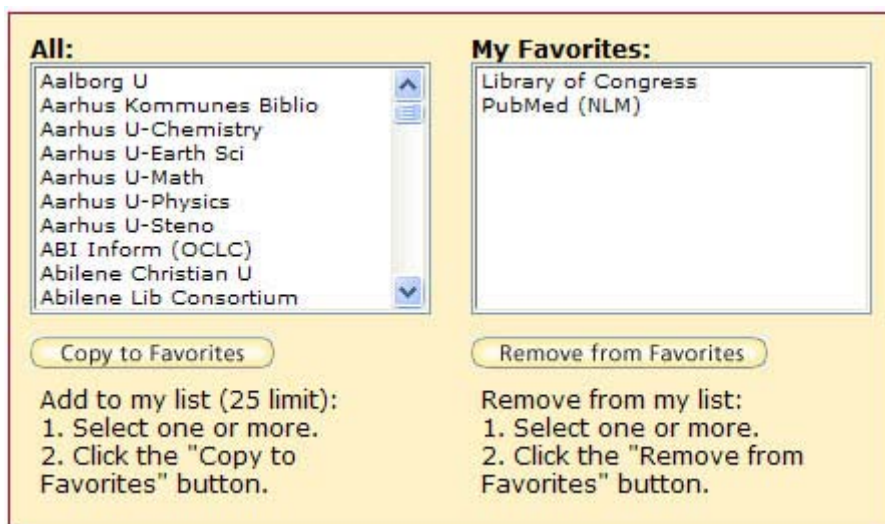 All:
Aalborg U
Aarhus Kommunes Biblio
Aarhus U-Chemistry
Aarhus U-Earth Sci
Aarhus U-Math
Aarhus U-Physics
Aarhus U-Steno
ABI Inform (OCLC)
Abilene Christian U
Abilene Lib Consortium
Copy to Favorites
Add to my list (25 limit):
1. Select one or more.
2. Click the "Copy to
Favorites" button.
My Favorites:
Library of Congress
PubMed (NLM)
Remove from Favorites
Remove from my list:
1. Select one or more.
2. Click the "Remove from
Favorites" button.